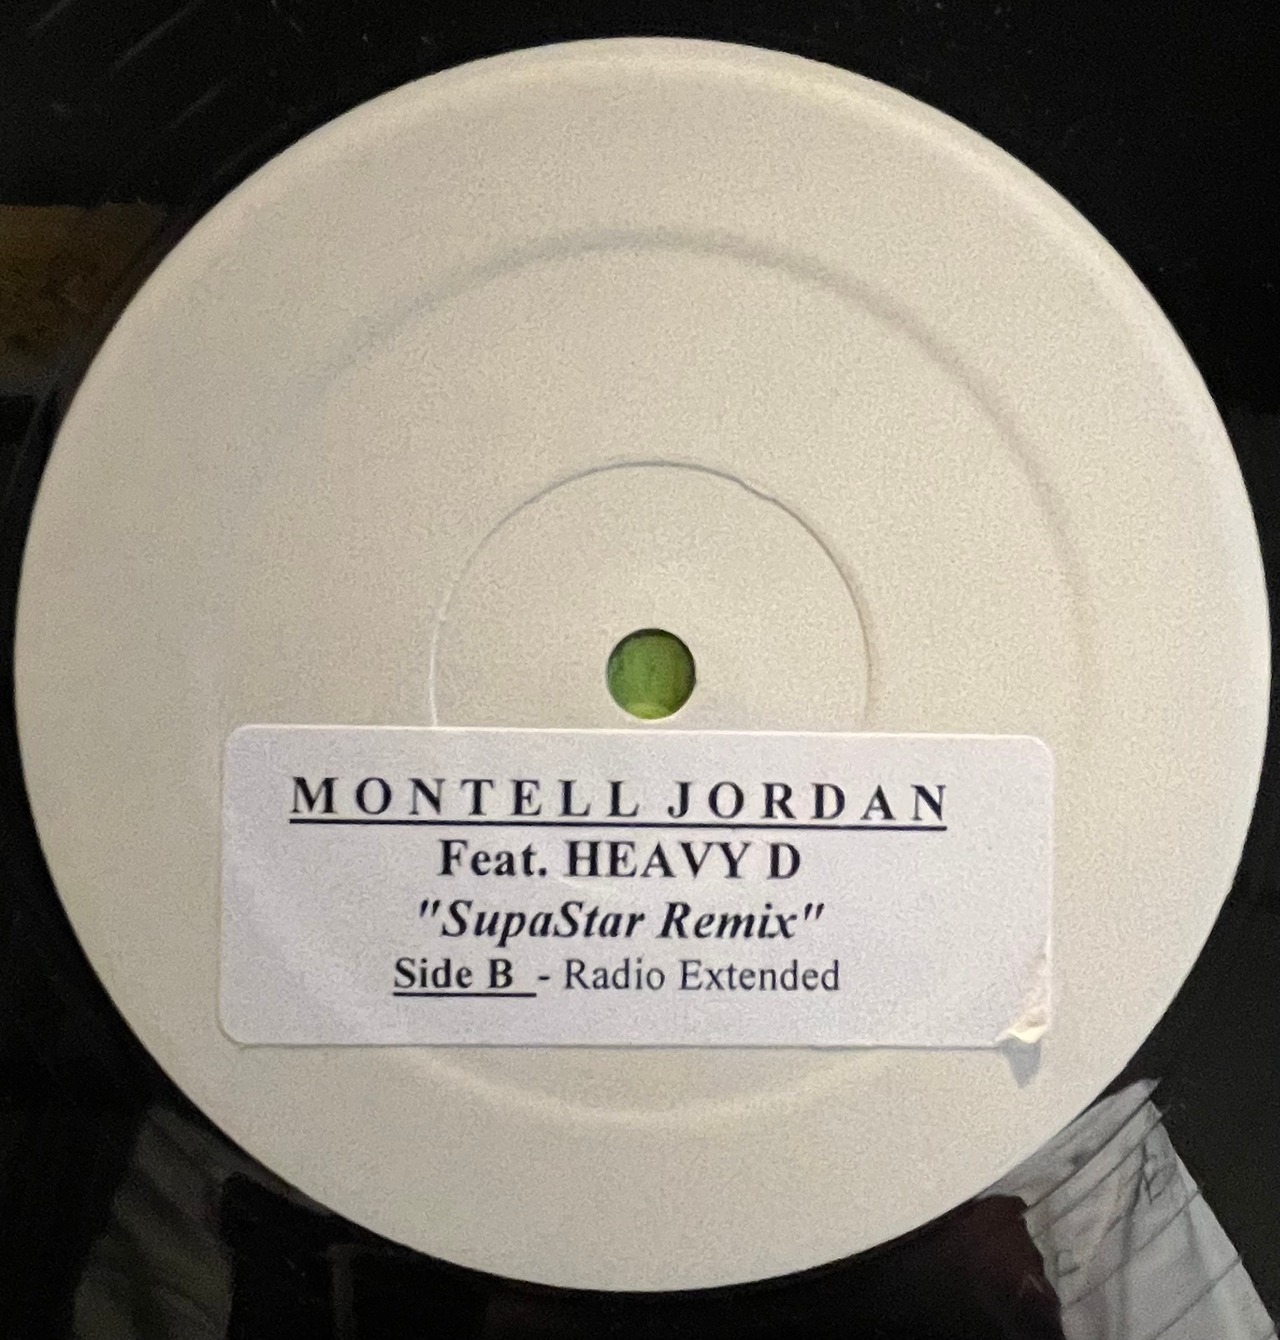 MONTELL JORDAN
Feat. HEAVY D
"SupaStar Remix"
Side B - Radio Extended